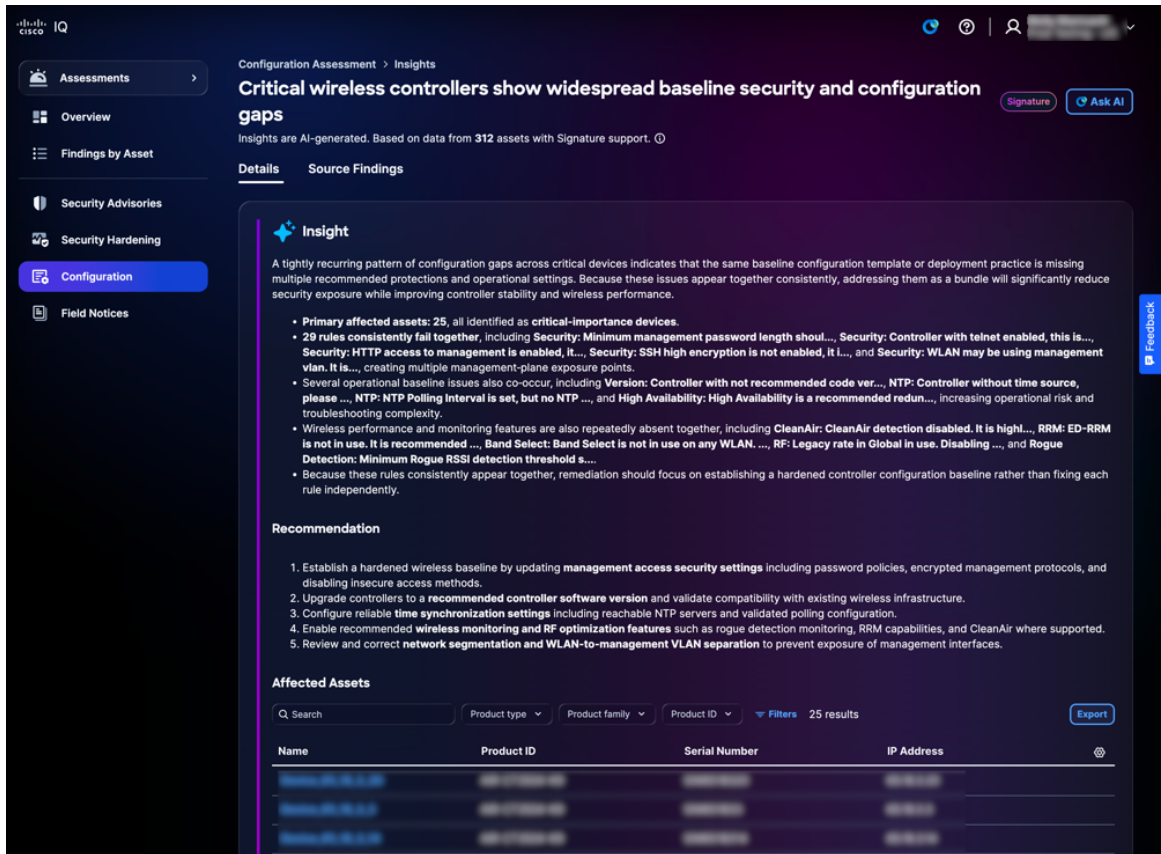 cisco IQ
Assessments
Overview
Findings by Asset
Security Advisories
Security Hardening
Configuration
Field Notices
Configuration Assessment > Insights
Critical wireless controllers show widespread baseline security and configuration
gaps
Signature
Ask AI
Insights are AI-generated. Based on data from 312 assets with Signature support.
Details Source Findings
Insight
A tightly recurring pattern of configuration gaps across critical devices indicates that the same baseline configuration template or deployment practice is missing
multiple recommended protections and operational settings. Because these issues appear together consistently, addressing them as a bundle will significantly reduce
security exposure while improving controller stability and wireless performance.
• Primary affected assets: 25, all identified as critical-importance devices.
• 29 rules consistently fail together, including Security: Minimum management password length shoul..., Security: Controller with telnet enabled, this is...,
Security: HTTP access to management is enabled, it..., Security: SSH high encryption is not enabled, it i..., and Security: WLAN may be using management
vlan. It is..., creating multiple management-plane exposure points.
• Several operational baseline issues also co-occur, including Version: Controller with not recommended code ver..., NTP: Controller without time source,
please ..., NTP: NTP Polling Interval is set, but no NTP ..., and High Availability: High Availability is a recommended redun..., increasing operational risk and
troubleshooting complexity.
• Wireless performance and monitoring features are also repeatedly absent together, including CleanAir: CleanAir detection disabled. It is highl..., RRM: ED-RRM
is not in use. It is recommended ..., Band Select: Band Select is not in use on any WLAN. ..., RF: Legacy rate in Global in use. Disabling ..., and Rogue
Detection: Minimum Rogue RSSI detection threshold s....
• Because these rules consistently appear together, remediation should focus on establishing a hardened controller configuration baseline rather than fixing each
rule independently.
Recommendation
1. Establish a hardened wireless baseline by updating management access security settings including password policies, encrypted management protocols, and
disabling insecure access methods.
2. Upgrade controllers to a recommended controller software version and validate compatibility with existing wireless infrastructure.
3. Configure reliable time synchronization settings including reachable NTP servers and validated polling configuration.
4. Enable recommended wireless monitoring and RF optimization features such as rogue detection monitoring, RRM capabilities, and CleanAir where supported.
5. Review and correct network segmentation and WLAN-to-management VLAN separation to prevent exposure of management interfaces.
Affected Assets
Search Product type Product family Product ID Filters 25 results Export
Name Product ID Serial Number IP Address
Feedback